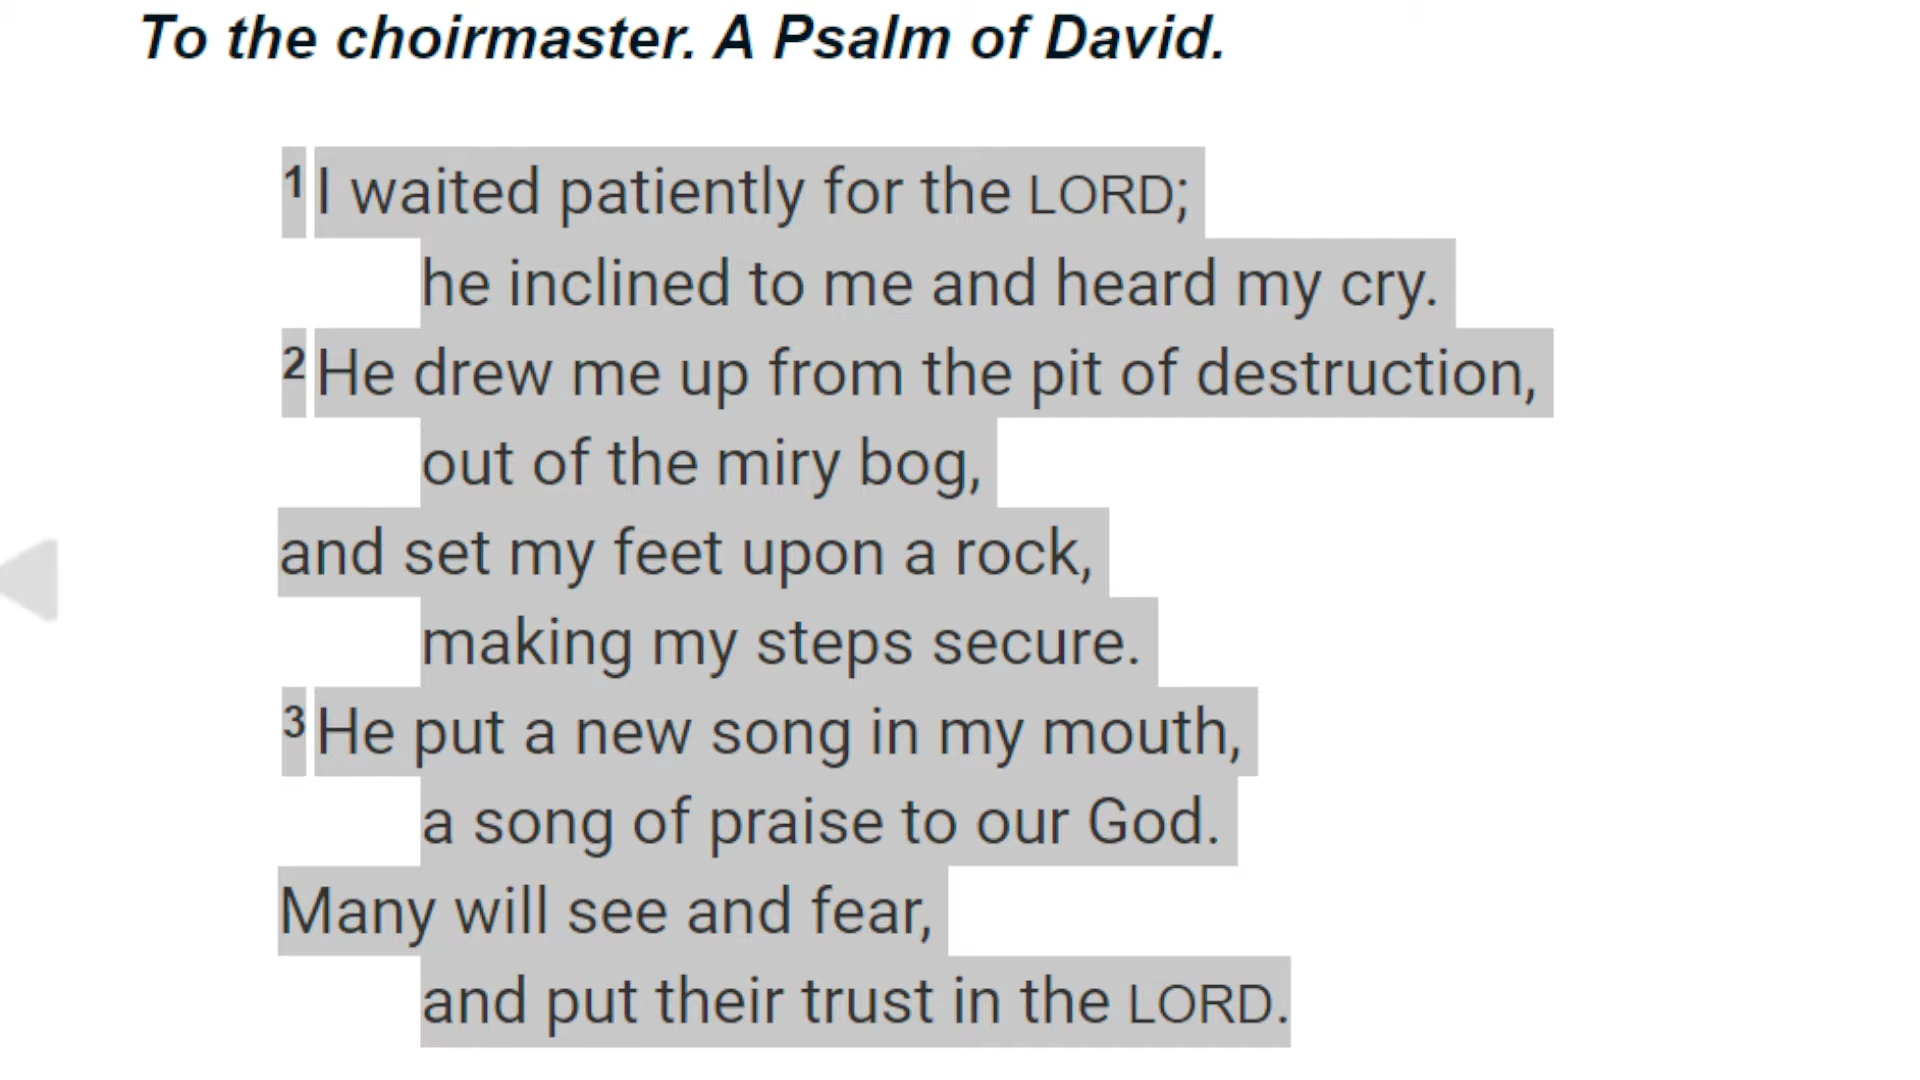 To the choirmaster. A Psalm of David.
1 I waited patiently for the LORD;
he inclined to me and heard my cry.
2 He drew me up from the pit of destruction,
out of the miry bog,
and set my feet upon a rock,
making my steps secure.
3 He put a new song in my mouth,
a song of praise to our God.
Many will see and fear,
and put their trust in the LORD.